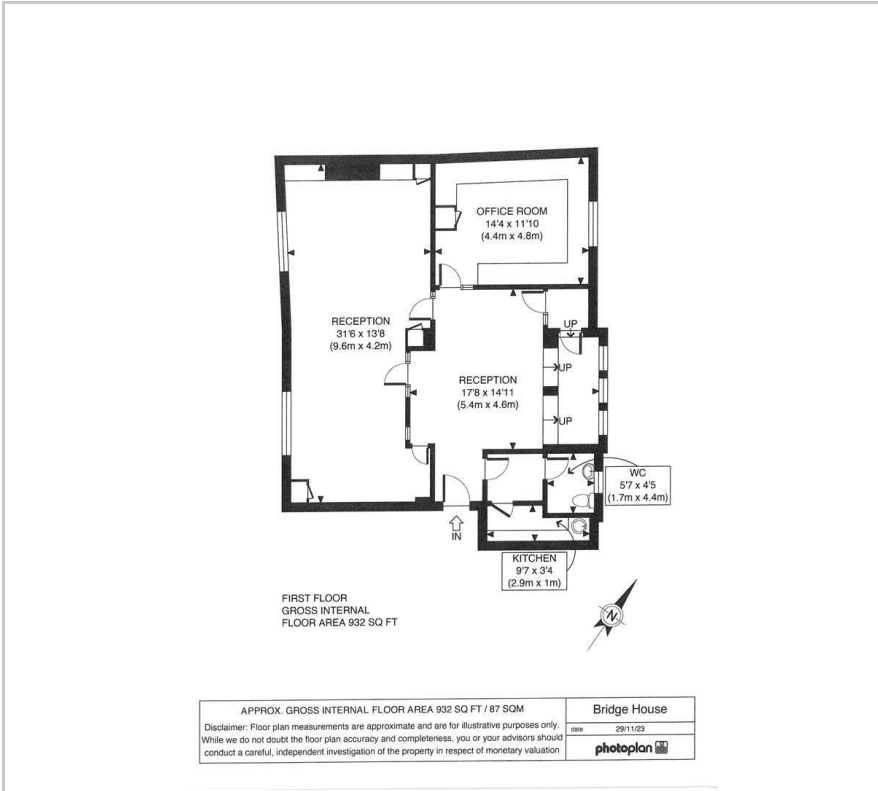 OFFICE ROOM
14'4 x 11'10
(4.4m x 4.8m)
RECEPTION
31'6 x 13'8
(9.6m x 4.2m)
UP
UP
RECEPTION
17'8 x 14'11
(5.4m x 4.6m)
UP
WC
5'7 x 4'5
(1.7m x 4.4m)
IN
KITCHEN
9'7 x 3'4
(2.9m x 1m)
FIRST FLOOR
GROSS INTERNAL
FLOOR AREA 932 SQ FT
N
APPROX. GROSS INTERNAL FLOOR AREA 932 SQ FT / 87 SQM
Disclaimer: Floor plan measurements are approximate and are for illustrative purposes only.
While we do not doubt the floor plan accuracy and completeness, you or your advisors should
conduct a careful, independent investigation of the property in respect of monetary valuation
Bridge House
date 29/11/23
photoplan